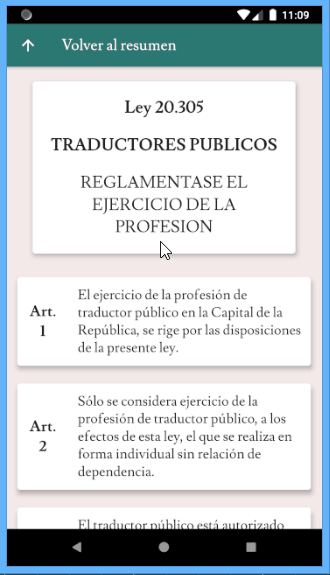 11:09
Volver al resumen
Ley 20.305
TRADUCTORES PUBLICOS
REGLAMENTASE EL
EJERCICIO DE LA
PROFESION
Art.
1
El ejercicio de la profesión de
traductor público en la Capital de la
República, se rige por las disposiciones
de la presente ley.
Art.
2
Sólo se considera ejercicio de la
profesión de traductor público, a los
efectos de esta ley, el que se realiza en
forma individual sin relación de
dependencia.
El traductor público está autorizado